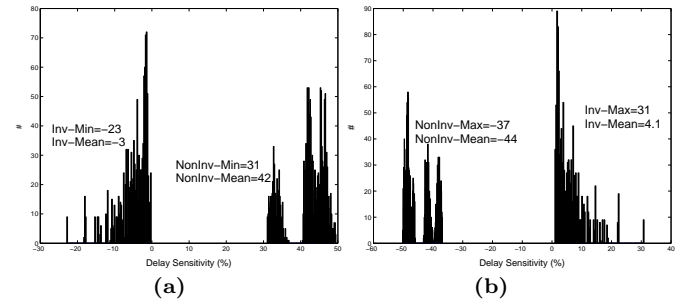 80
70
60
50
40
30
20
10
0
#
Inv-Min=-23
Inv-Mean=-3
NonInv-Min=31
NonInv-Mean=42
-30 -20 -10 0 10 20 30 40 50
Delay Sensitivity (%)
(a)
90
80
70
60
50
40
30
20
10
0
#
NonInv-Max=-37
NonInv-Mean=-44
Inv-Max=31
Inv-Mean=4.1
-60 -50 -40 -30 -20 -10 0 10 20 30 40
Delay Sensitivity (%)
(b)